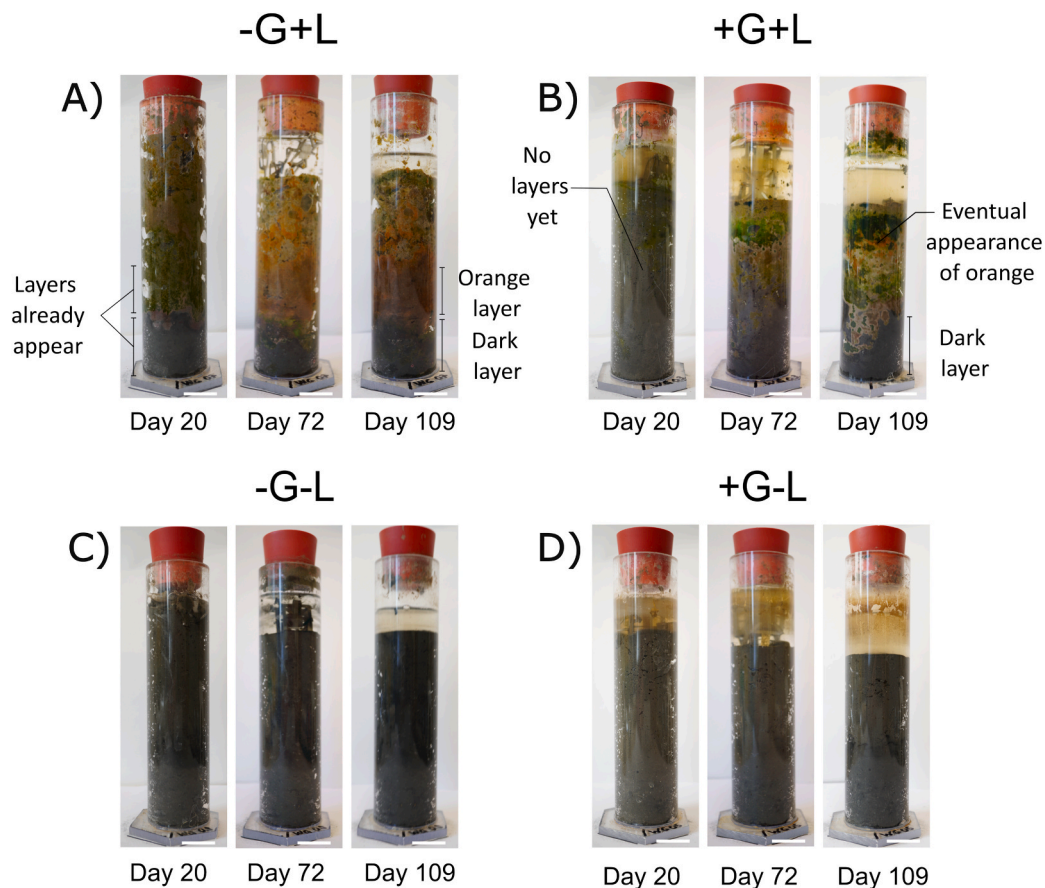 -G+L
+G+L
A)
B)
No
layers
yet
Layers
already
appear
Orange
layer
Dark
layer
Eventual
appearance
of orange
Dark
layer
Day 20
Day 72
Day 109
Day 20
Day 72
Day 109
-G-L
+G-L
C)
D)
Day 20
Day 72
Day 109
Day 20
Day 72
Day 109